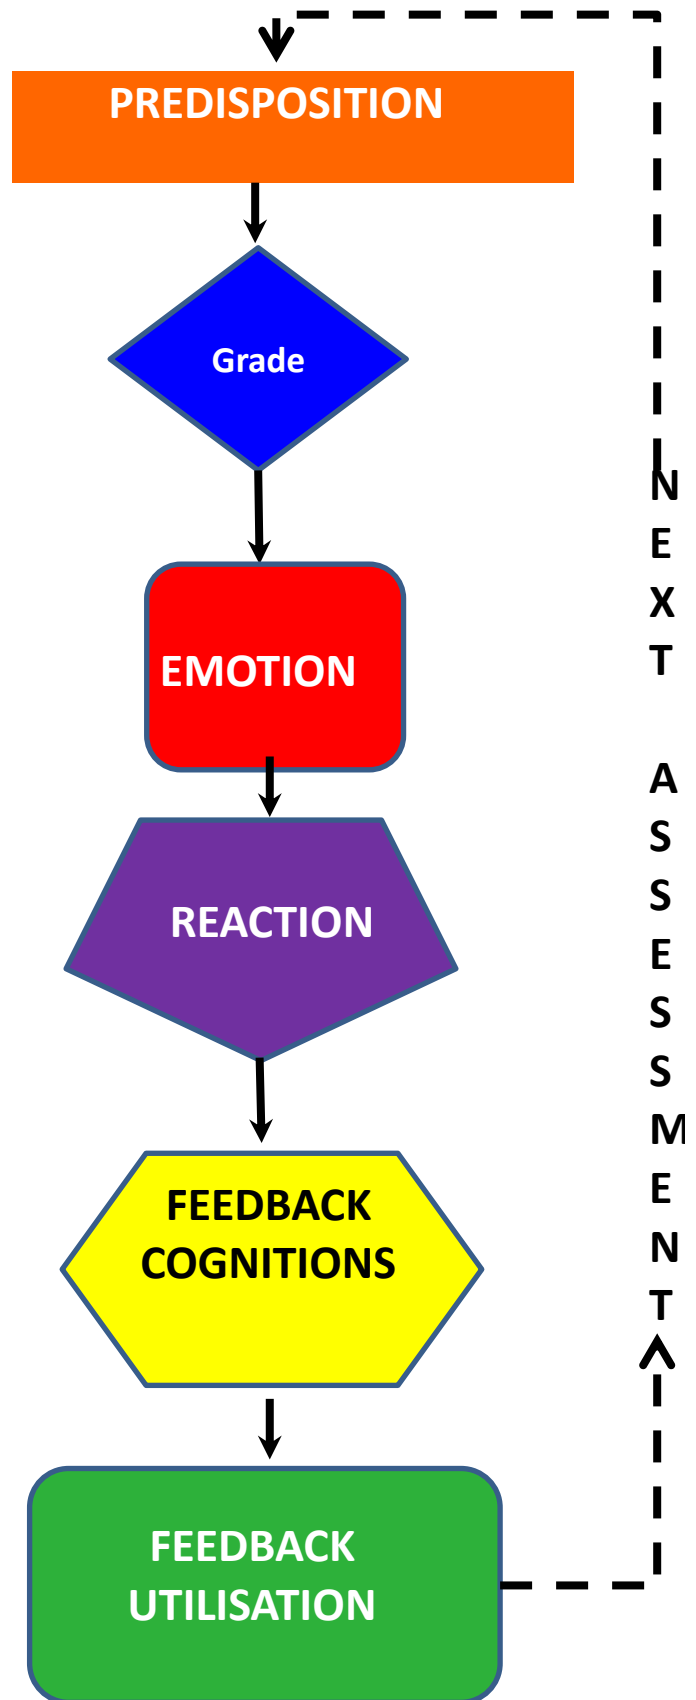 PREDISPOSITION
Grade
EMOTION
REACTION
FEEDBACK
COGNITIONS
FEEDBACK
UTILISATION
NEXT ASSESSMENT